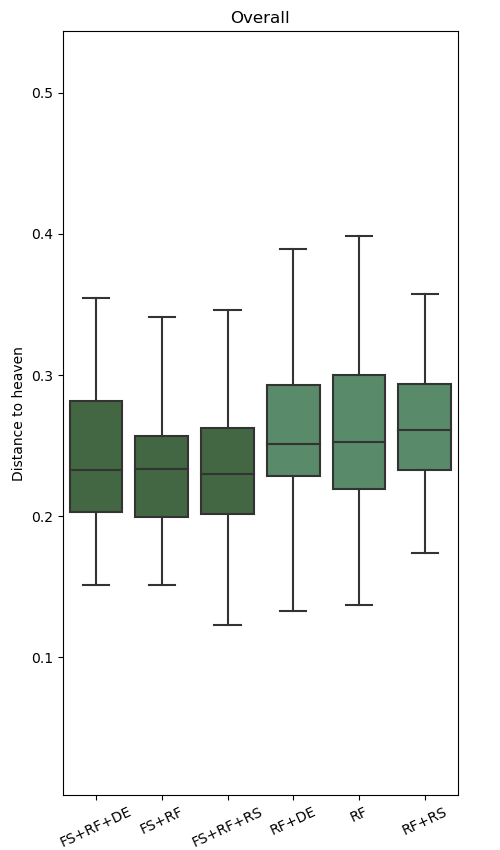 Overall
Distance to heaven
0.5
0.4
0.3
0.2
0.1
FS+RF+DE
FS+RF
FS+RF+RS
RF+DE
RF
RF+RS